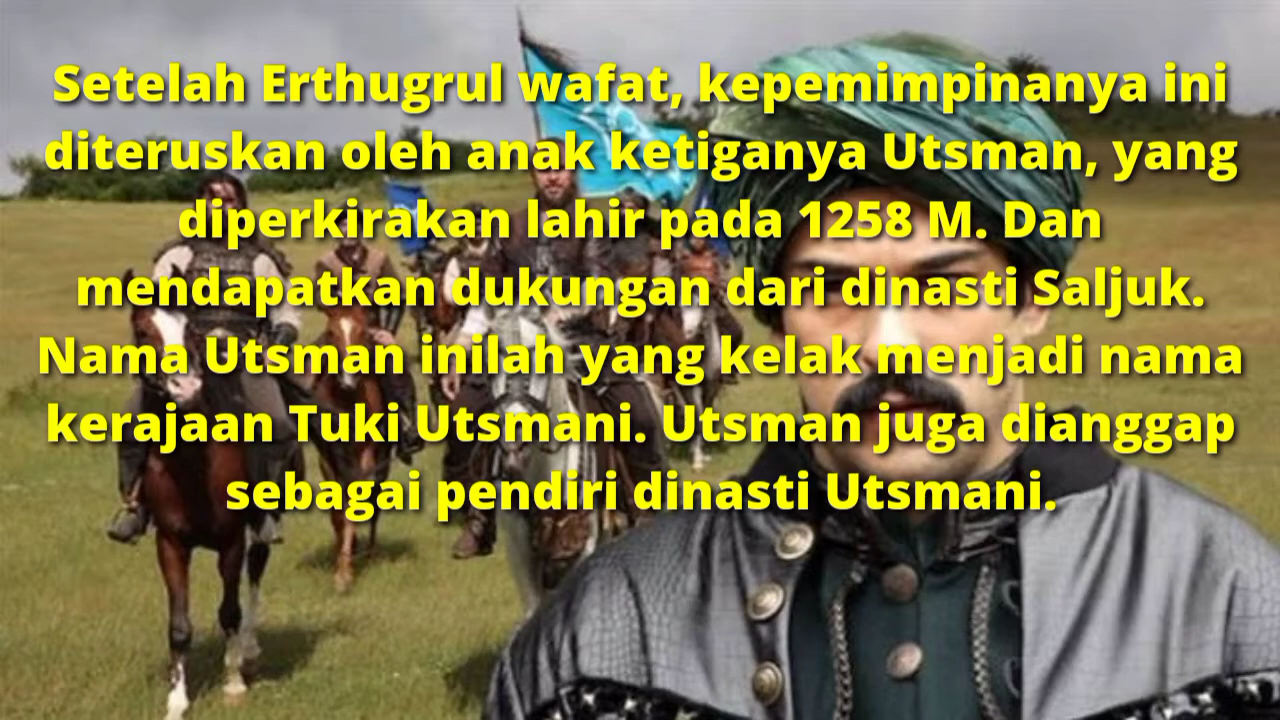 Setelah Erthugrul wafat, kepemimpinanya ini
diteruskan oleh anak ketiganya Utsman, yang
diperkirakan lahir pada 1258 M. Dan
mendapatkan dukungan dari dinasti Saljuk.
Nama Utsman inilah yang kelak menjadi nama
kerajaan Tuki Utsmani. Utsman juga dianggap
sebagai pendiri dinasti Utsmani.